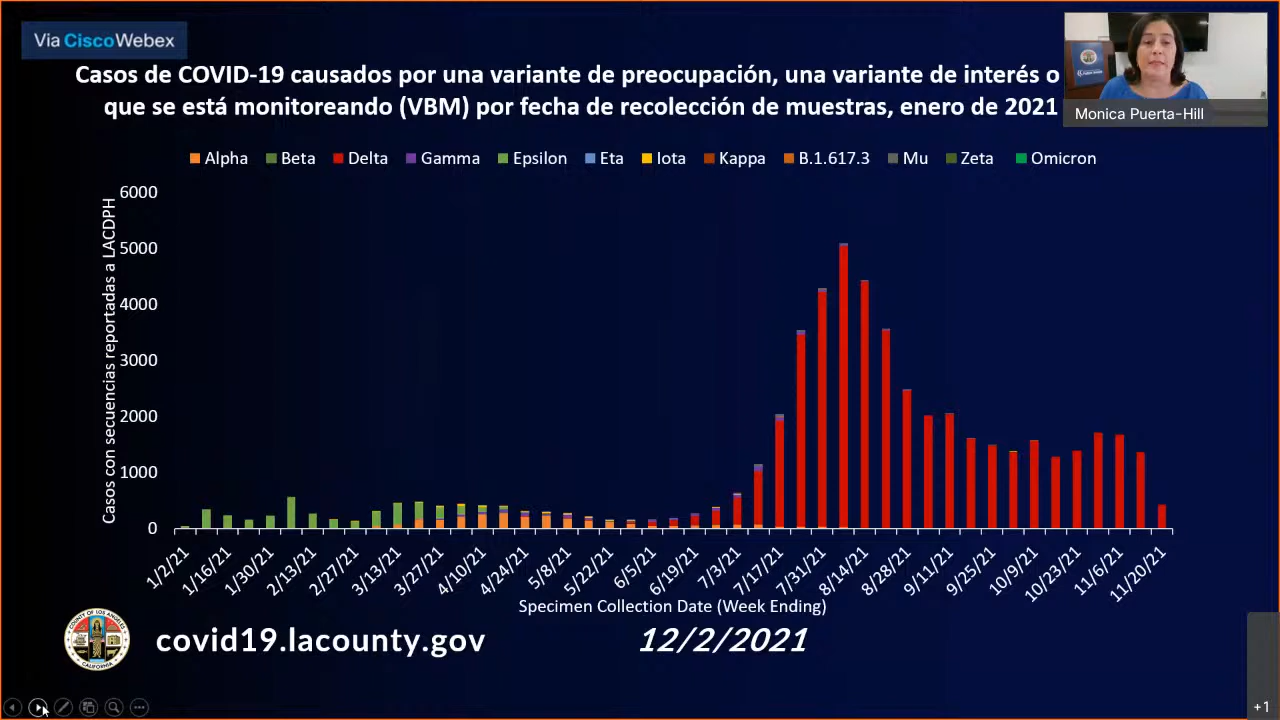 Via Cisco Webex
Casos de COVID-19 causados por una variante de preocupación, una variante de interés o
que se está monitoreando (VBM) por fecha de recolección de muestras, enero de 2021
Monica Puerta-Hill
Alpha Beta Delta Gamma Epsilon Eta Iota Kappa B.1.617.3 Mu Zeta Omicron
Casos con secuencias reportadas a LACDPH
6000
5000
4000
3000
2000
1000
0
1/2/21 1/16/21 1/30/21 2/13/21 2/27/21 3/13/21 3/27/21 4/10/21 4/24/21 5/8/21 5/22/21 6/5/21 6/19/21 7/3/21 7/17/21 7/31/21 8/14/21 8/28/21 9/11/21 9/25/21 10/9/21 10/23/21 11/6/21 11/20/21
Specimen Collection Date (Week Ending)
COUNTY OF LOS ANGELES
CALIFORNIA
covid19.lacounty.gov
12/2/2021
+1